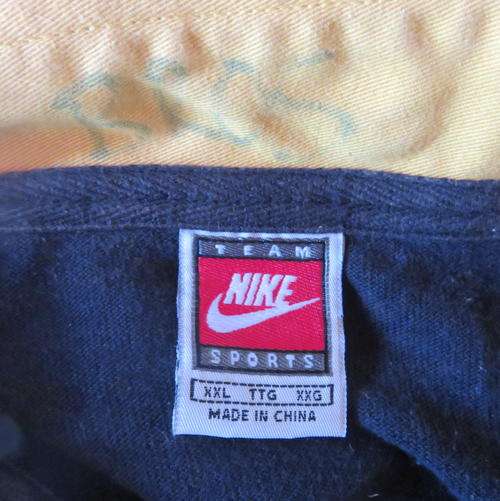 TEAM
NIKE
SPORTS
XXL TTG XXG
MADE IN CHINA